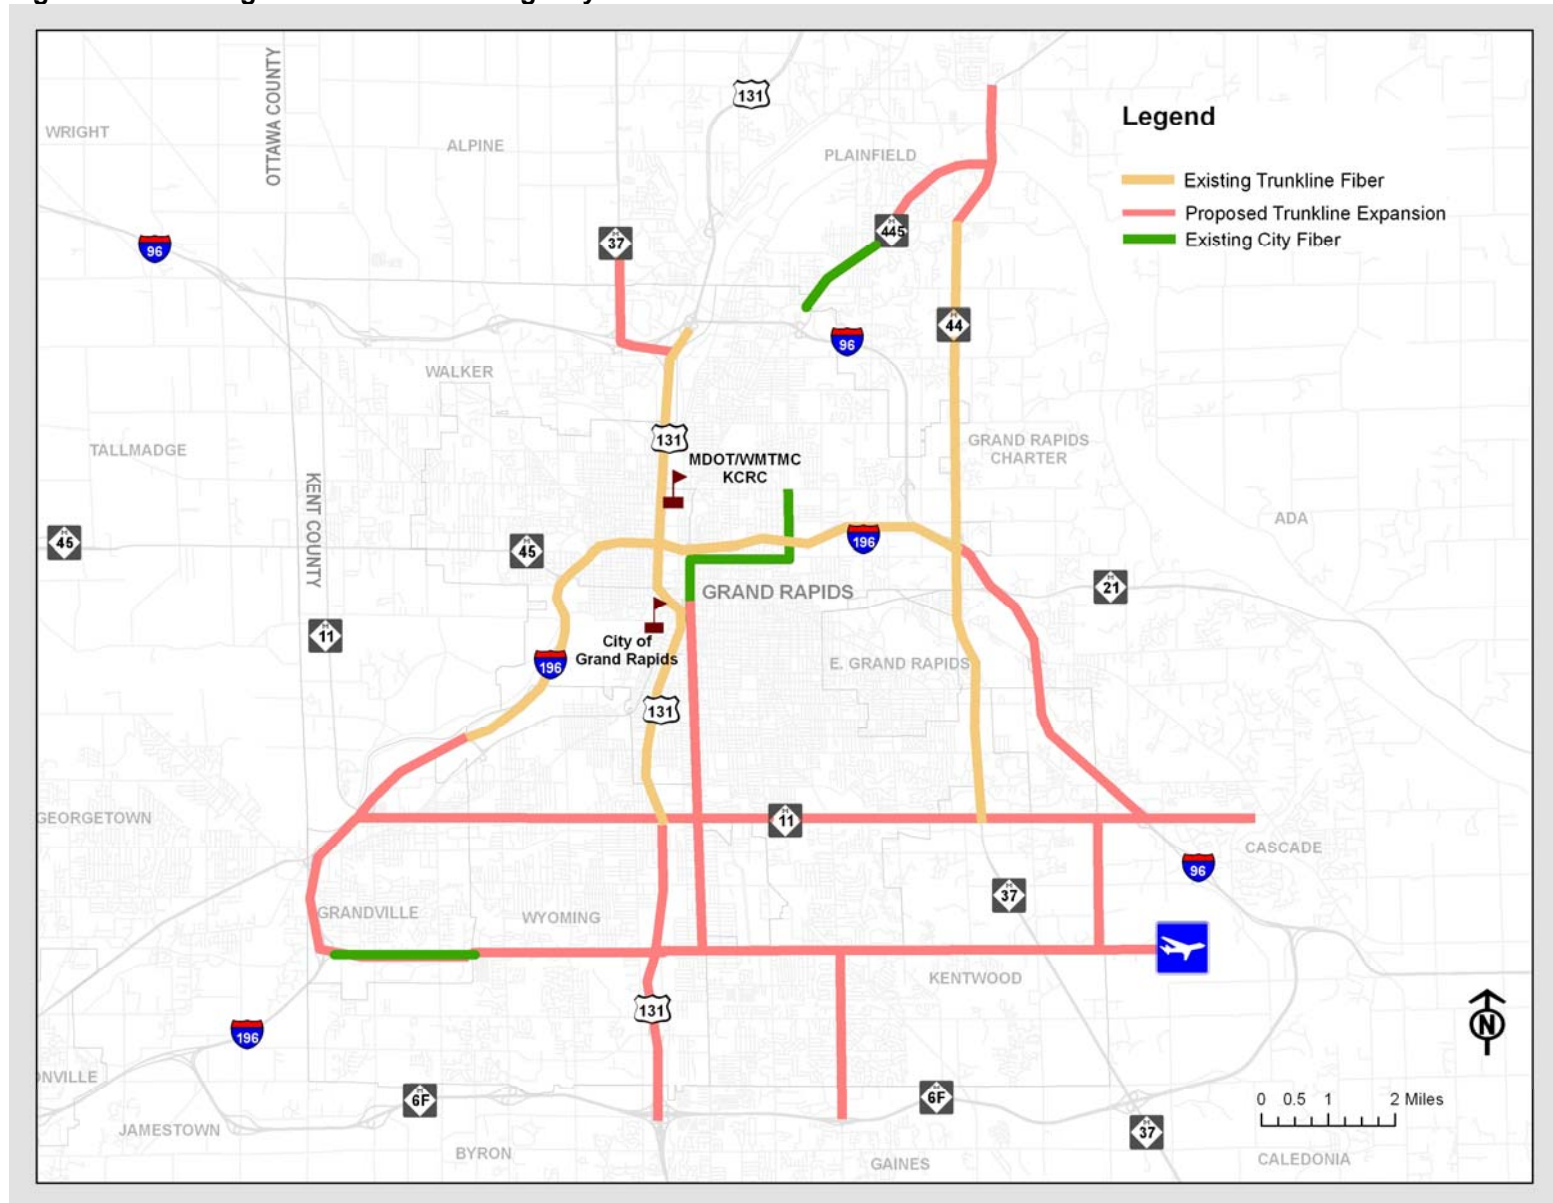 131
OTTAWA COUNTY
WRIGHT
ALPINE
PLAINFIELD
Legend
Existing Trunkline Fiber
Proposed Trunkline Expansion
Existing City Fiber
M
445
M
37
96
M
44
96
WALKER
131
TALLMADGE
GRAND RAPIDS
CHARTER
MDOT/WMTMC
KCRC
KENT COUNTY
ADA
M
45
M
45
196
M
21
GRAND RAPIDS
M
11
City of
Grand Rapids
196
E. GRAND RAPIDS
131
GEORGETOWN
M
11
CASCADE
96
M
37
GRANDVILLE
WYOMING
KENTWOOD
131
N
196
ONVILLE
M
6F
M
6F
0 0.5 1 2 Miles
JAMESTOWN
M
37
BYRON
GAINES
CALEDONIA